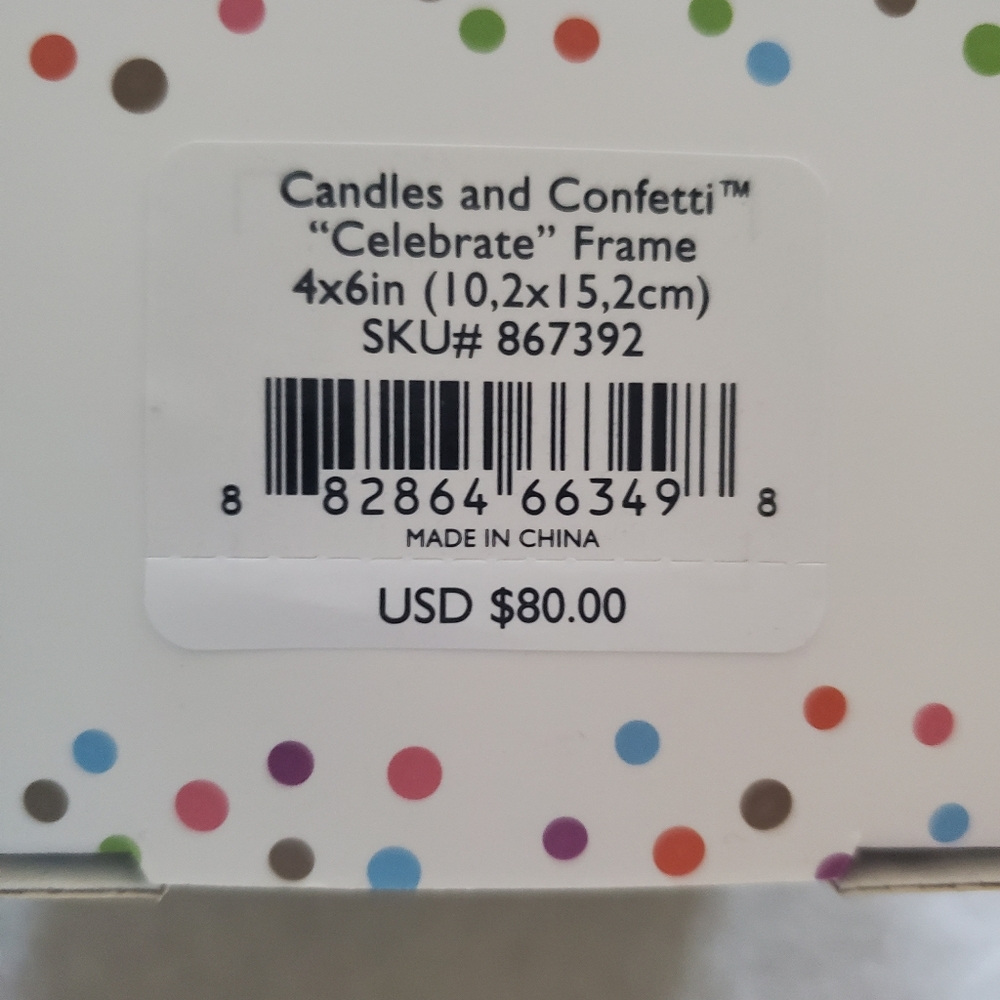 Candles and Confetti™
“Celebrate” Frame
4x6in (10,2x15,2cm)
SKU# 867392
8 82864 66349 8
MADE IN CHINA
USD $80.00